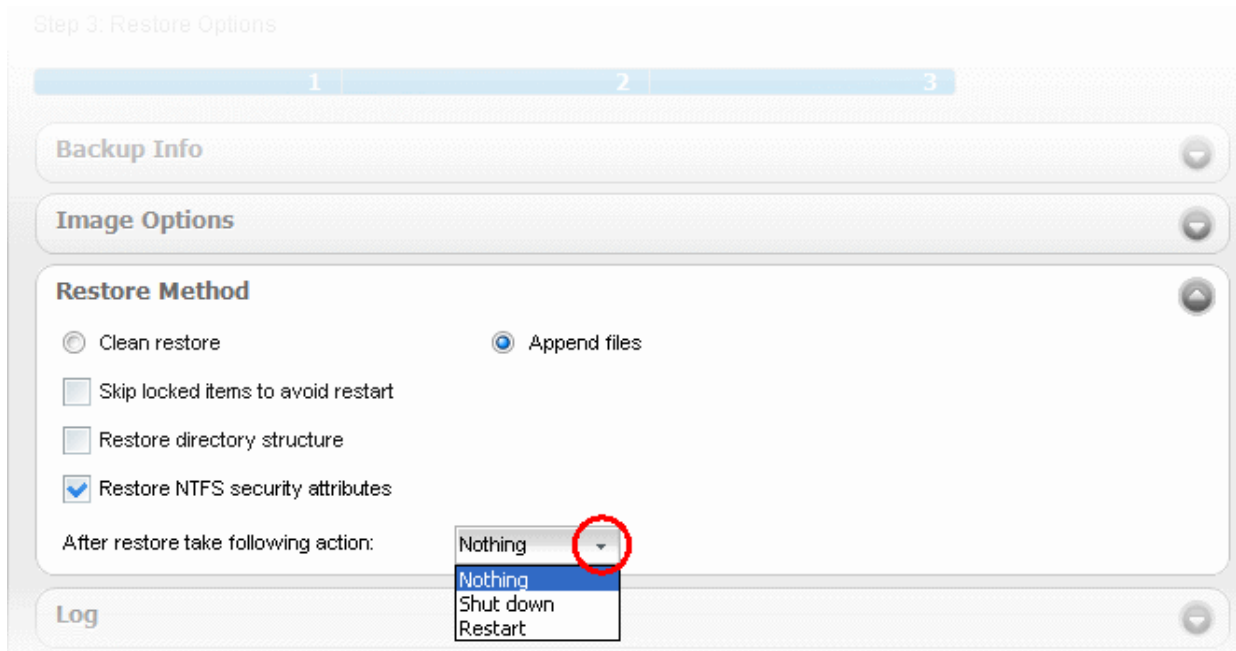 Step 3: Restore Options
1 2 3
Backup Info
Image Options
Restore Method
Clean restore Append files
Skip locked items to avoid restart
Restore directory structure
Restore NTFS security attributes
After restore take following action: Nothing
Nothing
Shut down
Restart
Log